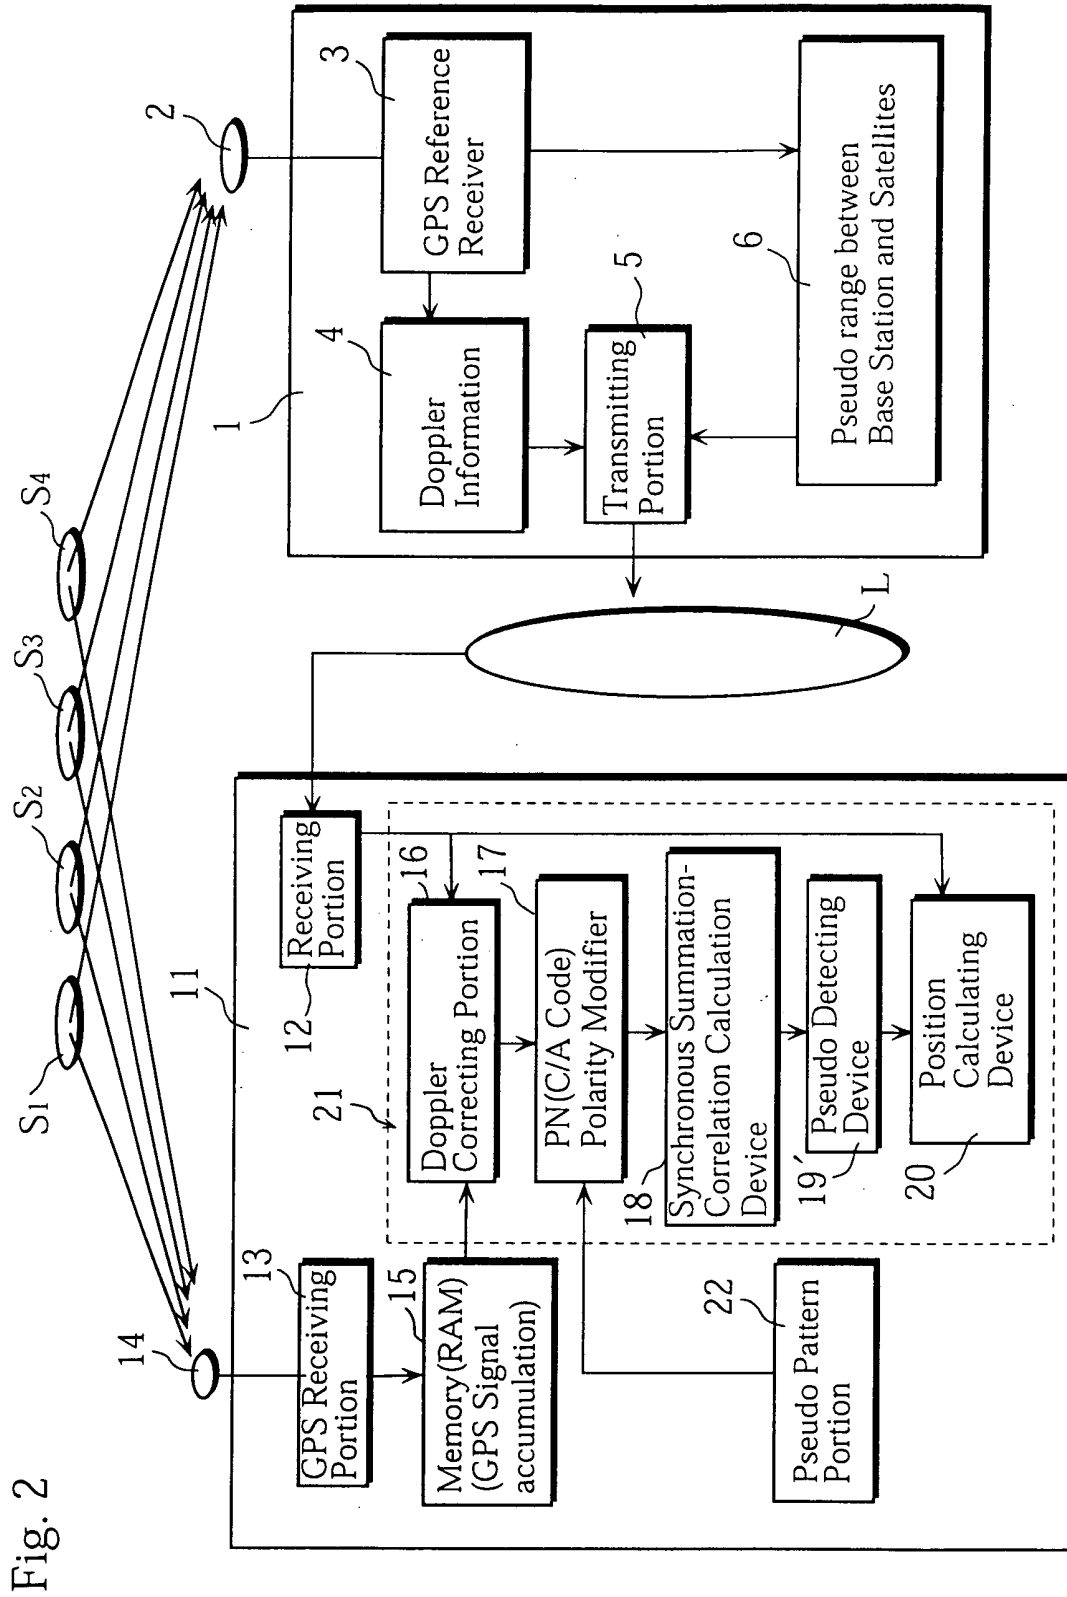 Fig. 2
S1
S2
S3
S4
14
2
11
13
GPS Receiving
Portion
15
Memory(RAM)
(GPS Signal
accumulation)
22
Pseudo Pattern
Portion
12
Receiving
Portion
21
16
Doppler
Correcting Portion
17
PN(C/A Code)
Polarity Modifier
18
Synchronous Summation-
Correlation Calculation
Device
19′
Pseudo Detecting
Device
20
Position
Calculating
Device
L
1
3
GPS Reference
Receiver
4
Doppler
Information
5
Transmitting
Portion
6
Pseudo range between
Base Station and Satellites